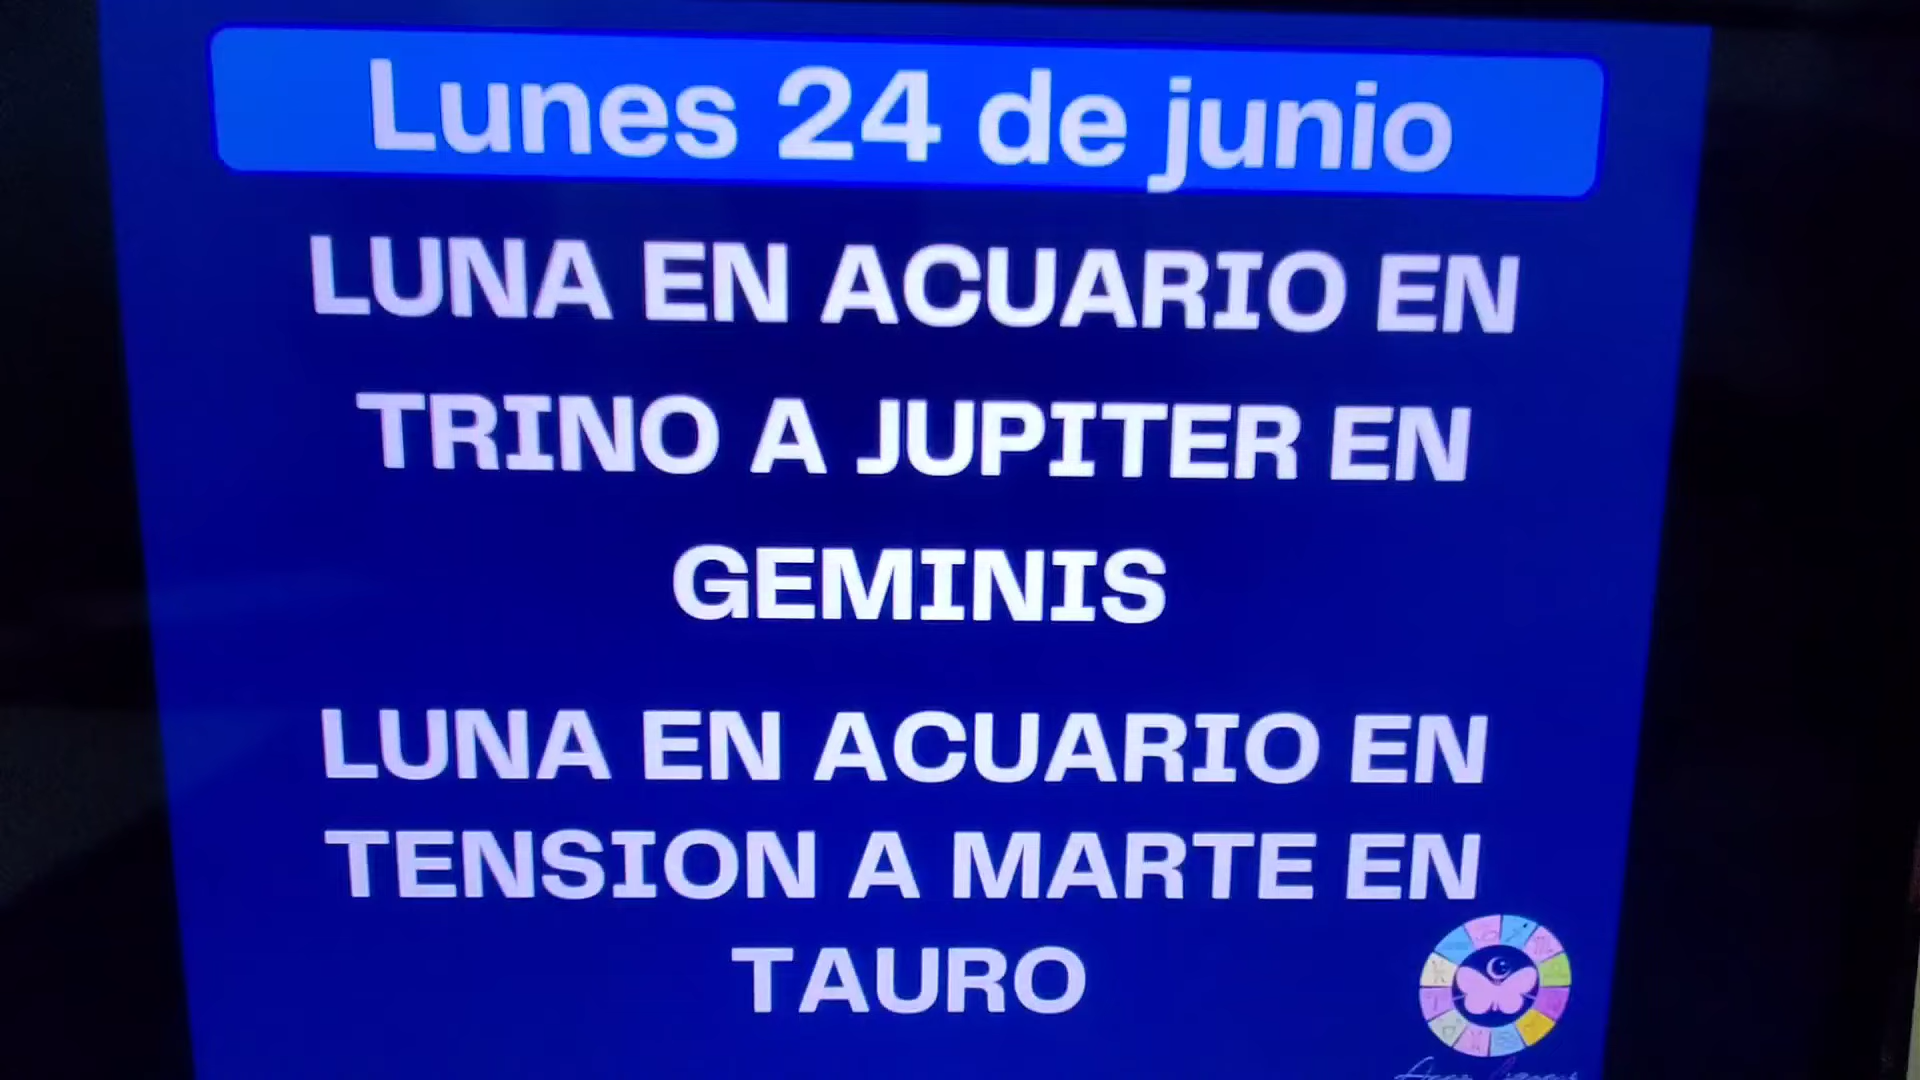 Lunes 24 de junio
LUNA EN ACUARIO EN
TRINO A JUPITER EN
GEMINIS
LUNA EN ACUARIO EN
TENSION A MARTE EN
TAURO